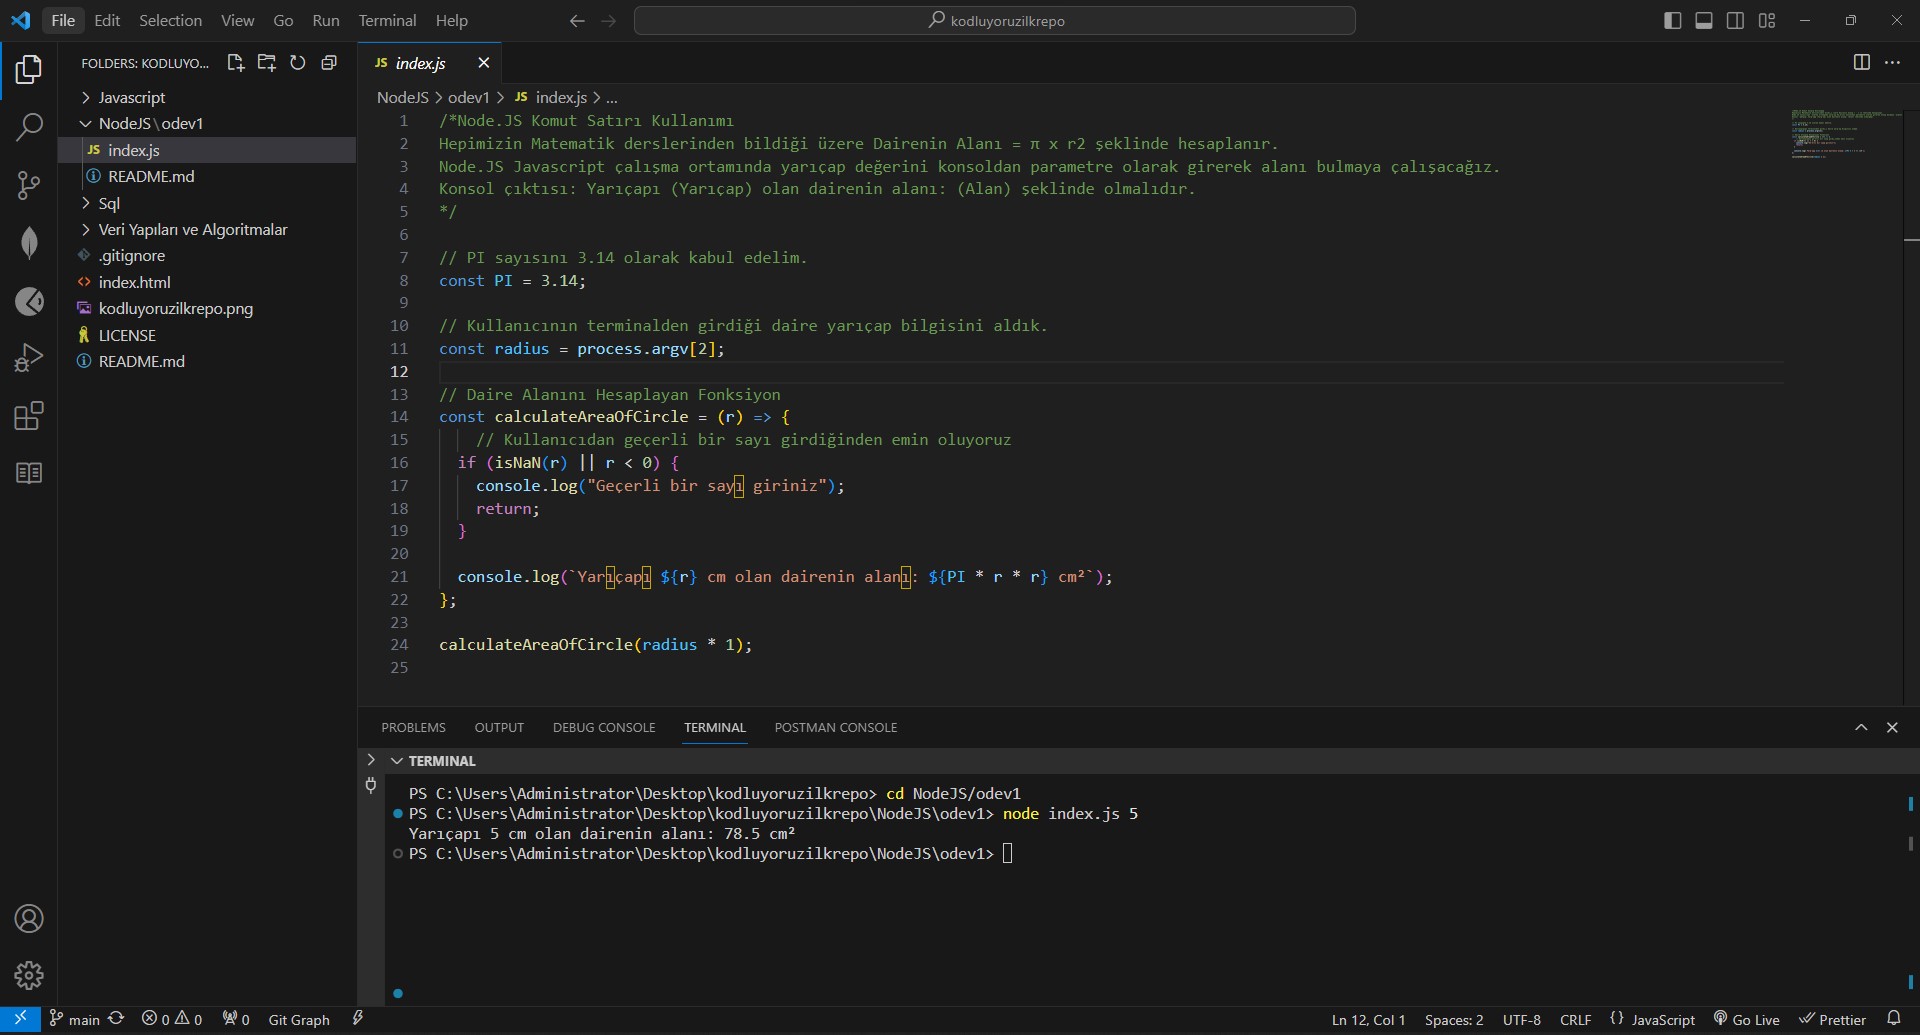 File Edit Selection View Go Run Terminal Help
kodluyoruzilkrepo
FOLDERS: KODLUYO...
Javascript
NodeJS\odev1
JS index.js
README.md
Sql
Veri Yapıları ve Algoritmalar
.gitignore
index.html
kodluyoruzilkrepo.png
LICENSE
README.md
JS index.js
NodeJS > odev1 > JS index.js > ...
1 /*Node.JS Komut Satırı Kullanımı
2 Hepimizin Matematik derslerinden bildiği üzere Dairenin Alanı = π x r2 şeklinde hesaplanır.
3 Node.JS Javascript çalışma ortamında yarıçap değerini konsoldan parametre olarak girerek alanı bulmaya çalışacağız.
4 Konsol çıktısı: Yarıçapı (Yarıçap) olan dairenin alanı: (Alan) şeklinde olmalıdır.
5 */
6
7 // PI sayısını 3.14 olarak kabul edelim.
8 const PI = 3.14;
9
10 // Kullanıcının terminalden girdiği daire yarıçap bilgisini aldık.
11 const radius = process.argv[2];
12
13 // Daire Alanını Hesaplayan Fonksiyon
14 const calculateAreaOfCircle = (r) => {
15 // Kullanıcıdan geçerli bir sayı girdiğinden emin oluyoruz
16 if (isNaN(r) || r < 0) {
17 console.log("Geçerli bir sayı giriniz");
18 return;
19 }
20
21 console.log(`Yarıçapı ${r} cm olan dairenin alanı: ${PI * r * r} cm²`);
22 };
23
24 calculateAreaOfCircle(radius * 1);
25
PROBLEMS OUTPUT DEBUG CONSOLE TERMINAL POSTMAN CONSOLE
TERMINAL
PS C:\Users\Administrator\Desktop\kodluyoruzilkrepo> cd NodeJS/odev1
PS C:\Users\Administrator\Desktop\kodluyoruzilkrepo\NodeJS\odev1> node index.js 5
Yarıçapı 5 cm olan dairenin alanı: 78.5 cm²
PS C:\Users\Administrator\Desktop\kodluyoruzilkrepo\NodeJS\odev1>
main 0 0 0 Git Graph Ln 12, Col 1 Spaces: 2 UTF-8 CRLF {} JavaScript Go Live Prettier